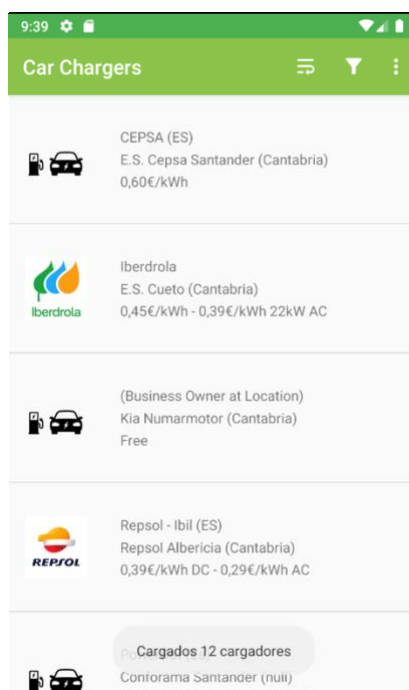 9:39
Car Chargers
CEPSA (ES)
E.S. Cepsa Santander (Cantabria)
0,60€/kWh
Iberdrola
Iberdrola
E.S. Cueto (Cantabria)
0,45€/kWh - 0,39€/kWh 22kW AC
(Business Owner at Location)
Kia Numarmotor (Cantabria)
Free
REPSOL
Repsol - Ibil (ES)
Repsol Albericia (Cantabria)
0,39€/kWh DC - 0,29€/kWh AC
Cargados 12 cargadores
Conforama Santander (null)